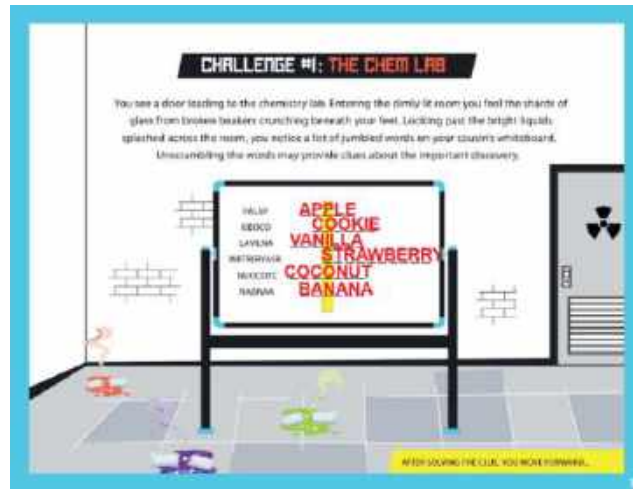 CHALLENGE #1: THE CHEM LAB
You see a door leading to the chemistry lab. Entering the dimly lit room you feel the shards of
glass from broken beakers crunching beneath your feet. Looking past the bright liquids
splashed across the room, you notice a list of jumbled words on your cousin's whiteboard.
Unscrambling the words may provide clues about the important discovery.
APPLE
COOKIE
VANILLA
STRAWBERRY
COCONUT
BANANA
AFTER SOLVING THE CLUE, YOU MOVE FORWARD...